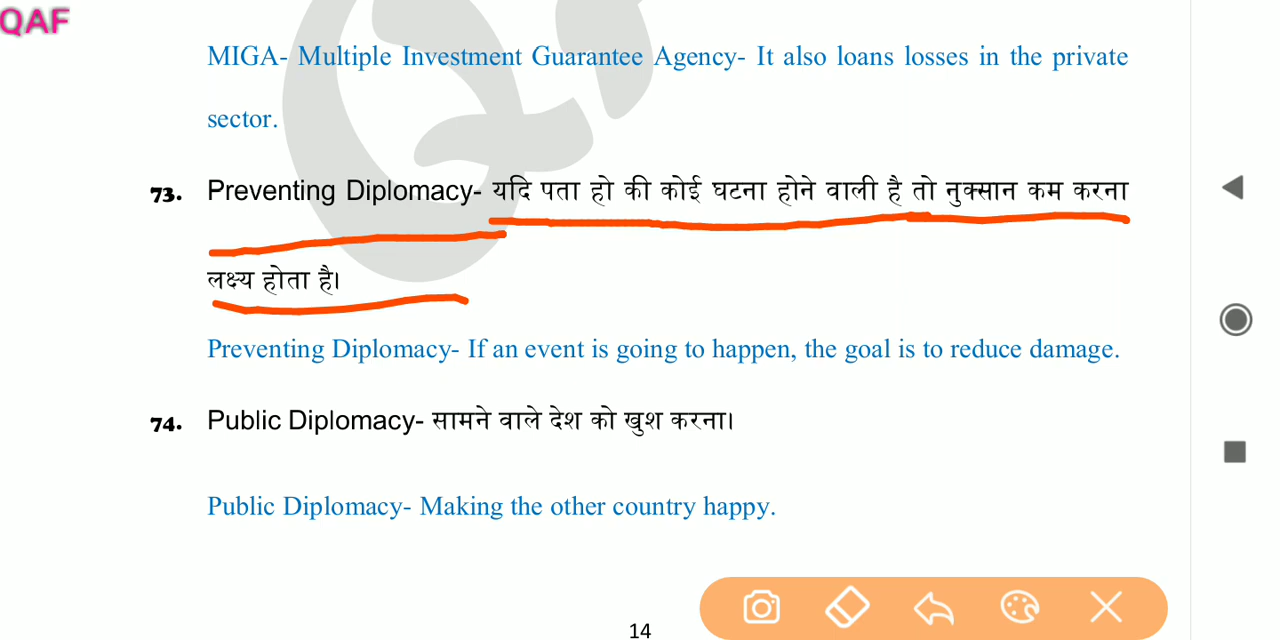 QAF
MIGA- Multiple Investment Guarantee Agency- It also loans losses in the private
sector.
73. Preventing Diplomacy- यदि पता हो की कोई घटना होने वाली है तो नुक्सान कम करना
लक्ष्य होता है।
Preventing Diplomacy- If an event is going to happen, the goal is to reduce damage.
74. Public Diplomacy- सामने वाले देश को खुश करना।
Public Diplomacy- Making the other country happy.
14